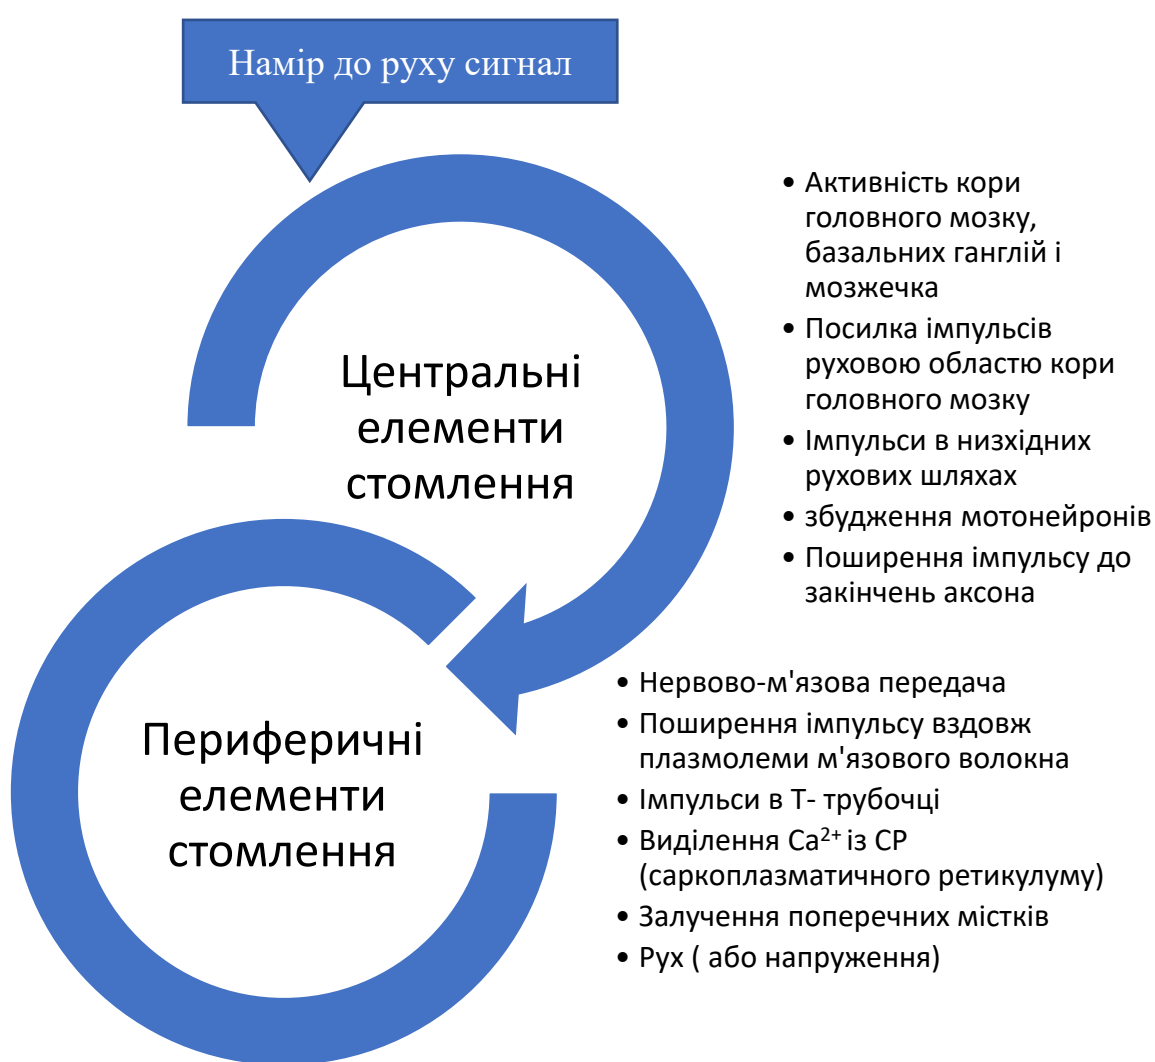 Намір до руху сигнал
Центральні
елементи
стомлення
• Активність кори
головного мозку,
базальних ганглій і
мозжечка
• Посилка імпульсів
руховою областю кори
головного мозку
• Імпульси в низхідних
рухових шляхах
• збудження мотонейронів
• Поширення імпульсу до
закінчень аксона
Периферичні
елементи
стомлення
• Нервово-м'язова передача
• Поширення імпульсу вздовж
плазмолеми м'язового волокна
• Імпульси в Т- трубочці
• Виділення Ca²⁺ із СР
(саркоплазматичного ретикулуму)
• Залучення поперечних містків
• Рух ( або напруження)